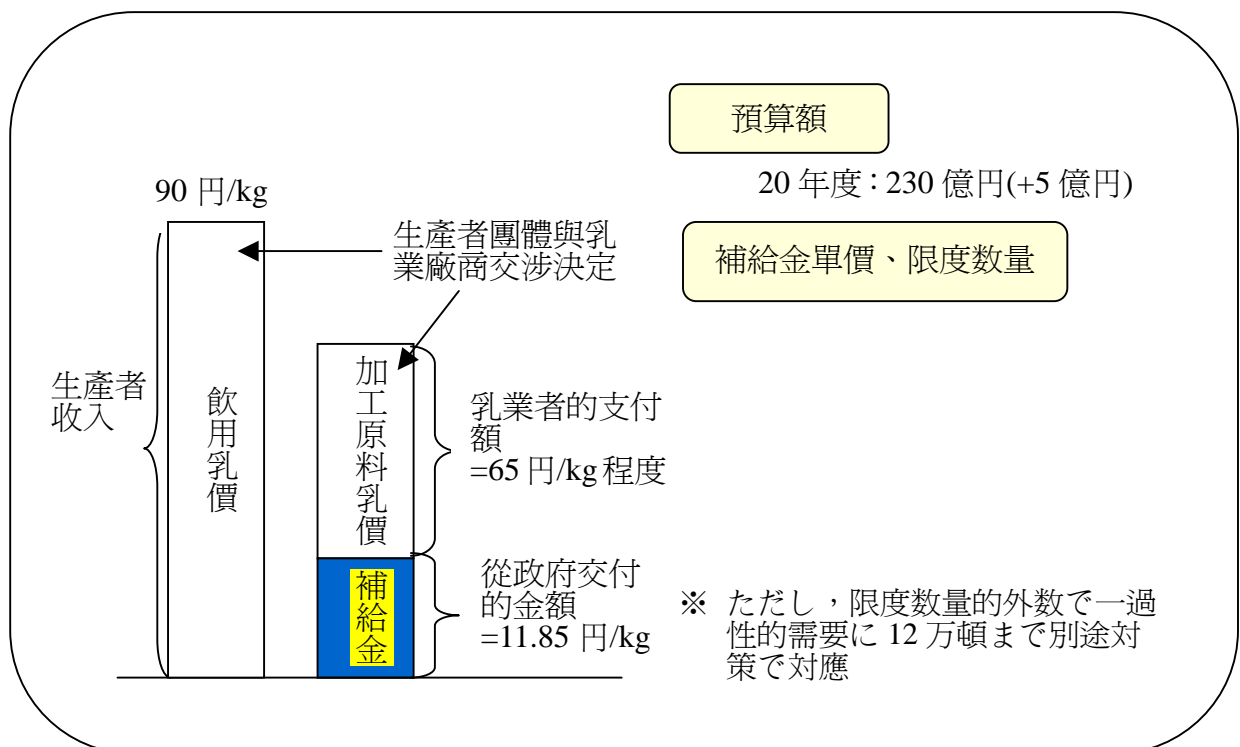 預算額
20 年度：230 億円(+5 億円)
90 円/kg
生產者團體與乳
業廠商交涉決定
補給金單價、限度数量
生產者
收入
飲用乳價
加工原料乳價
乳業者的支付
額
=65 円/kg 程度
補給金
從政府交付
的金額
=11.85 円/kg
※ ただし，限度数量的外数で一過
性的需要に 12 万頓まで別途対
策で対應